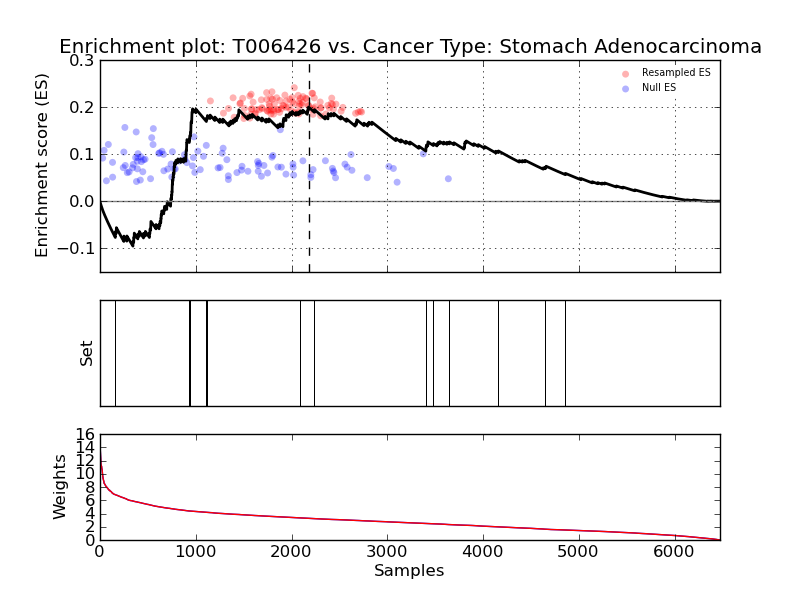 Enrichment plot: T006426 vs. Cancer Type: Stomach Adenocarcinoma
0.3
0.2
0.1
0.0
−0.1
Enrichment score (ES)
Resampled ES
Null ES
Set
16
14
12
10
8
6
4
2
0
Weights
0 1000 2000 3000 4000 5000 6000
Samples